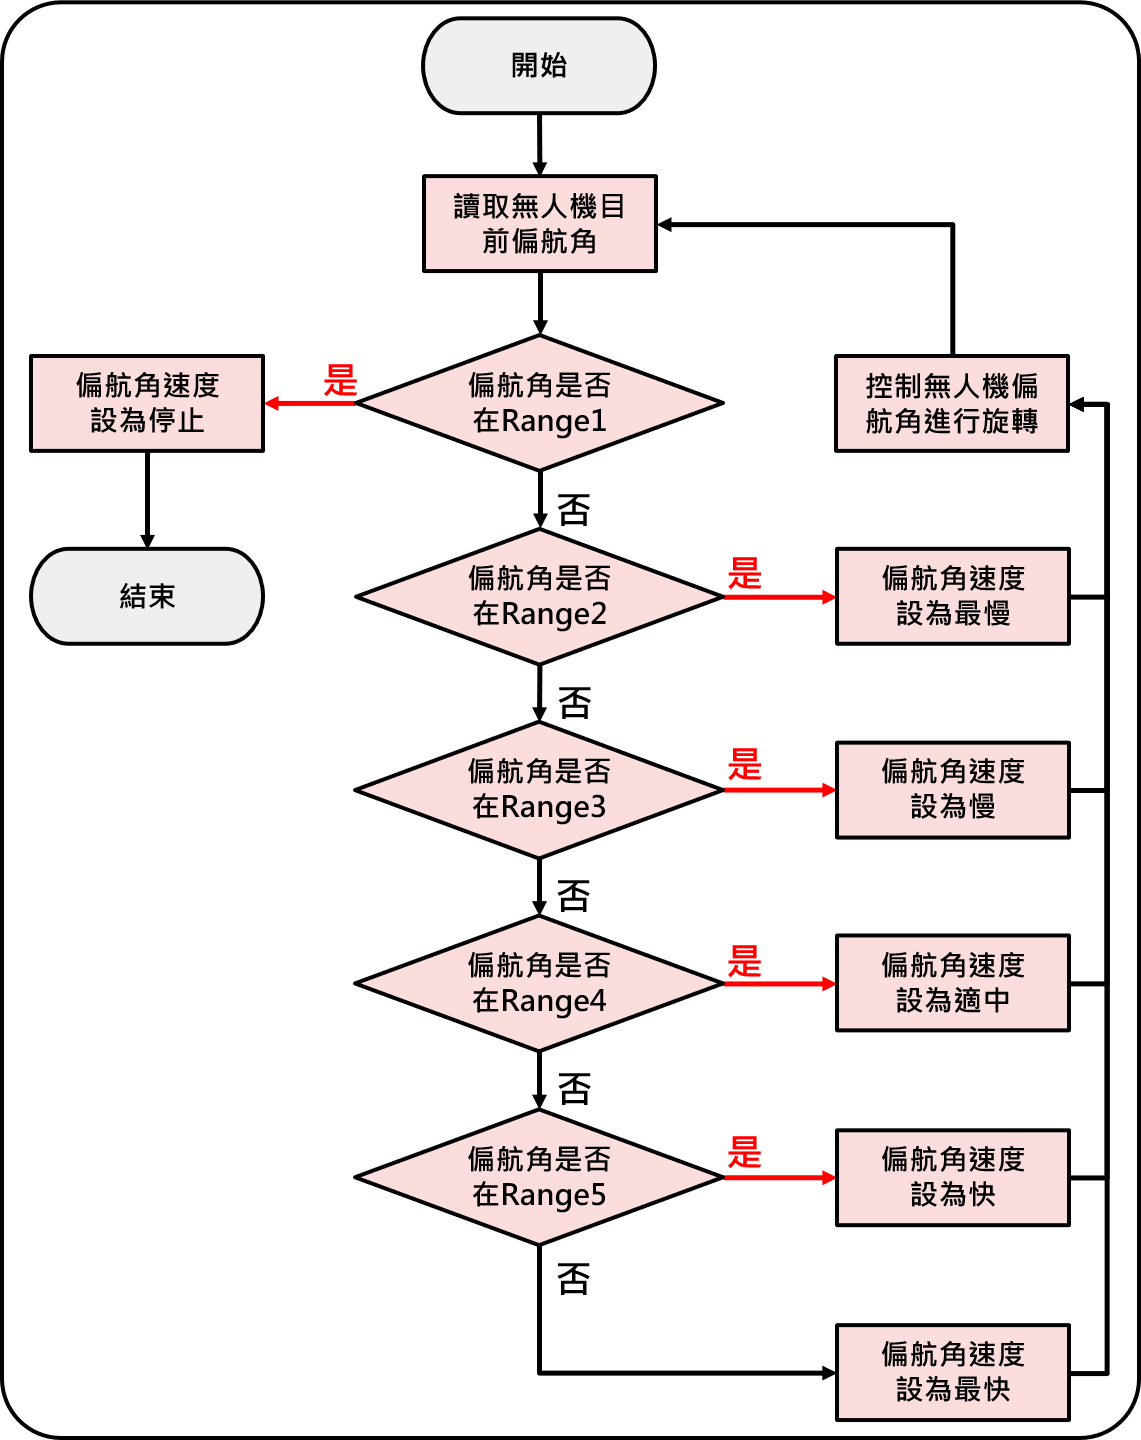 開始
讀取無人機目
前偏航角
偏航角速度
設為停止
是
偏航角是否
在Range1
控制無人機偏
航角進行旋轉
否
結束
偏航角是否
在Range2
是
偏航角速度
設為最慢
否
偏航角是否
在Range3
是
偏航角速度
設為慢
否
偏航角是否
在Range4
是
偏航角速度
設為適中
否
偏航角是否
在Range5
是
偏航角速度
設為快
否
偏航角速度
設為最快